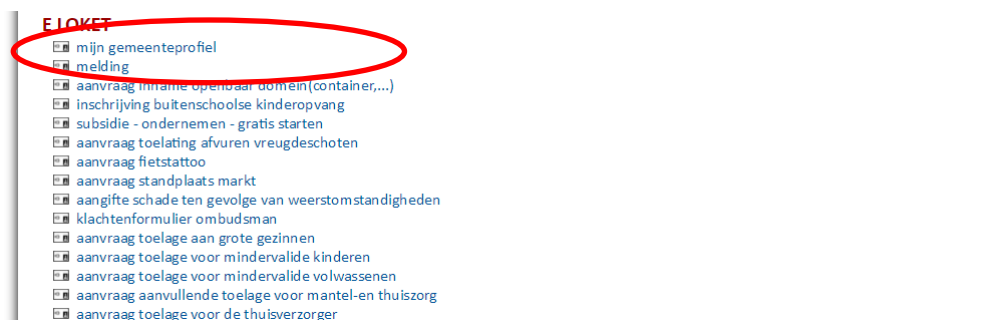 E LOKET
mijn gemeenteprofiel
melding
aanvraag inname openbaar domein(container,...)
inschrijving buitenschoolse kinderopvang
subsidie - ondernemen - gratis starten
aanvraag toelating afvuren vreugdeschoten
aanvraag fietstattoo
aanvraag standplaats markt
aangifte schade ten gevolge van weerstomstandigheden
klachtenformulier ombudsman
aanvraag toelage aan grote gezinnen
aanvraag toelage voor mindervalide kinderen
aanvraag toelage voor mindervalide volwassenen
aanvraag aanvullende toelage voor mantel-en thuiszorg
aanvraag toelage voor de thuisverzorger